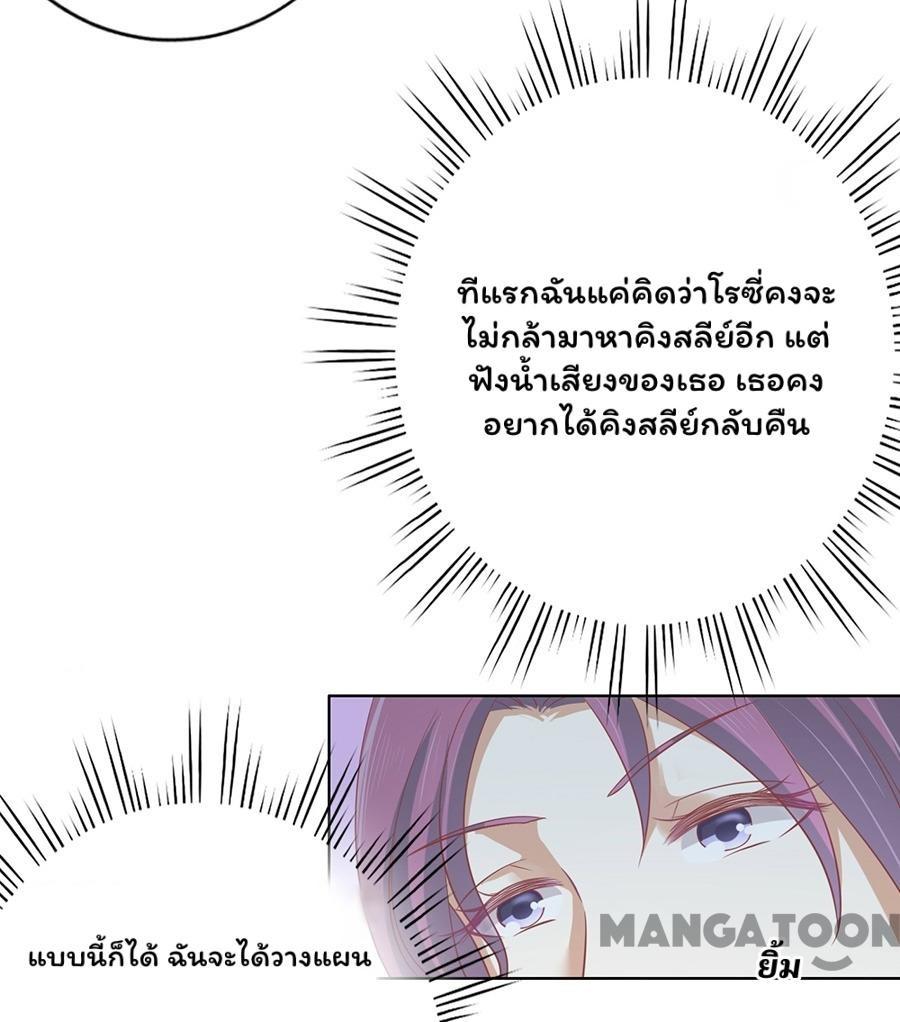 ทีแรกฉันแค่คิดว่าโรซี่คงจะ
ไม่กล้ามาหาคิงสลีย์อีก แต่
ฟังน้ำเสียงของเธอ เธอคง
อยากได้คิงสลีย์กลับคืน
แบบนี้ก็ได้ ฉันจะได้วางแผน
MANGATOON
ยิ้ม